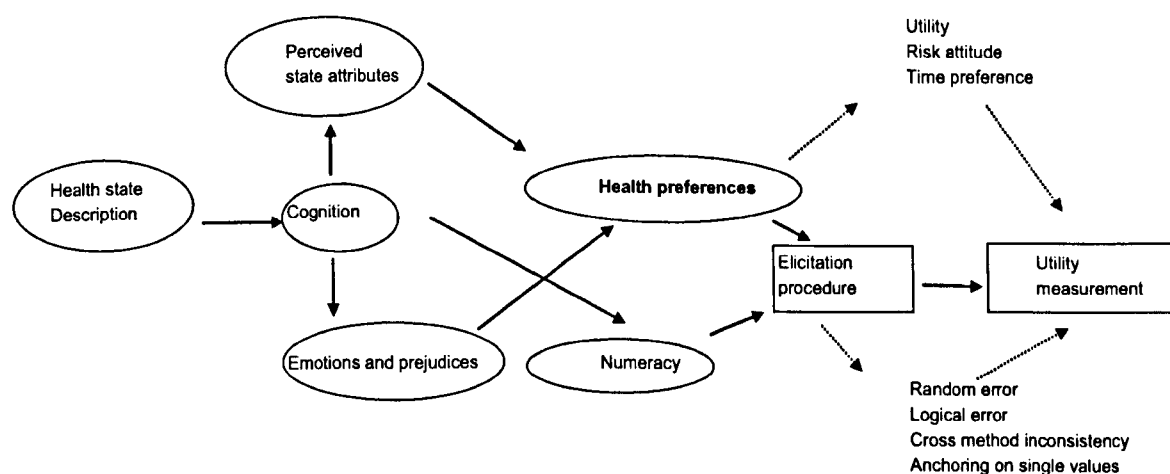 Perceived
state attributes
Utility
Risk attitude
Time preference
Health state
Description
Cognition
Health preferences
Elicitation
procedure
Utility
measurement
Emotions and prejudices
Numeracy
Random error
Logical error
Cross method inconsistency
Anchoring on single values